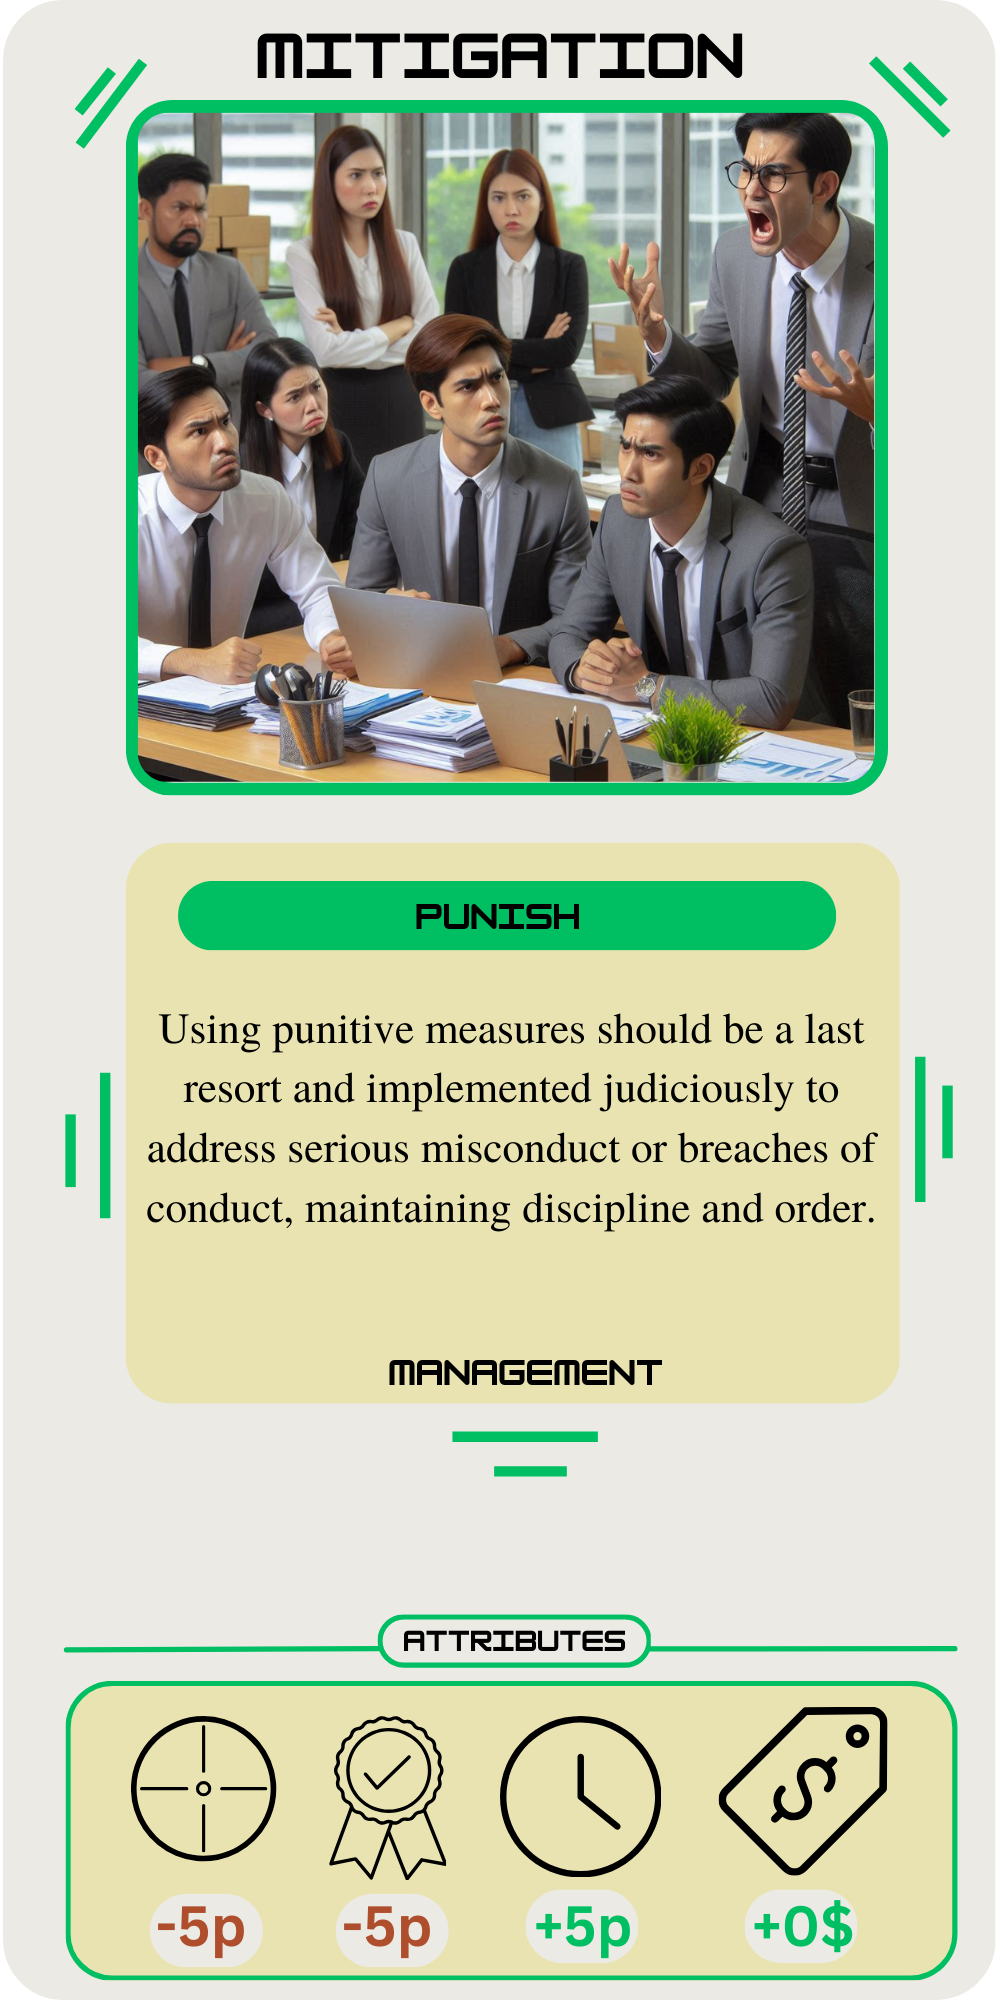 MITIGATION
PUNISH
Using punitive measures should be a last
resort and implemented judiciously to
address serious misconduct or breaches of
conduct, maintaining discipline and order.
MANAGEMENT
ATTRIBUTES
$
-5p -5p +5p +0$